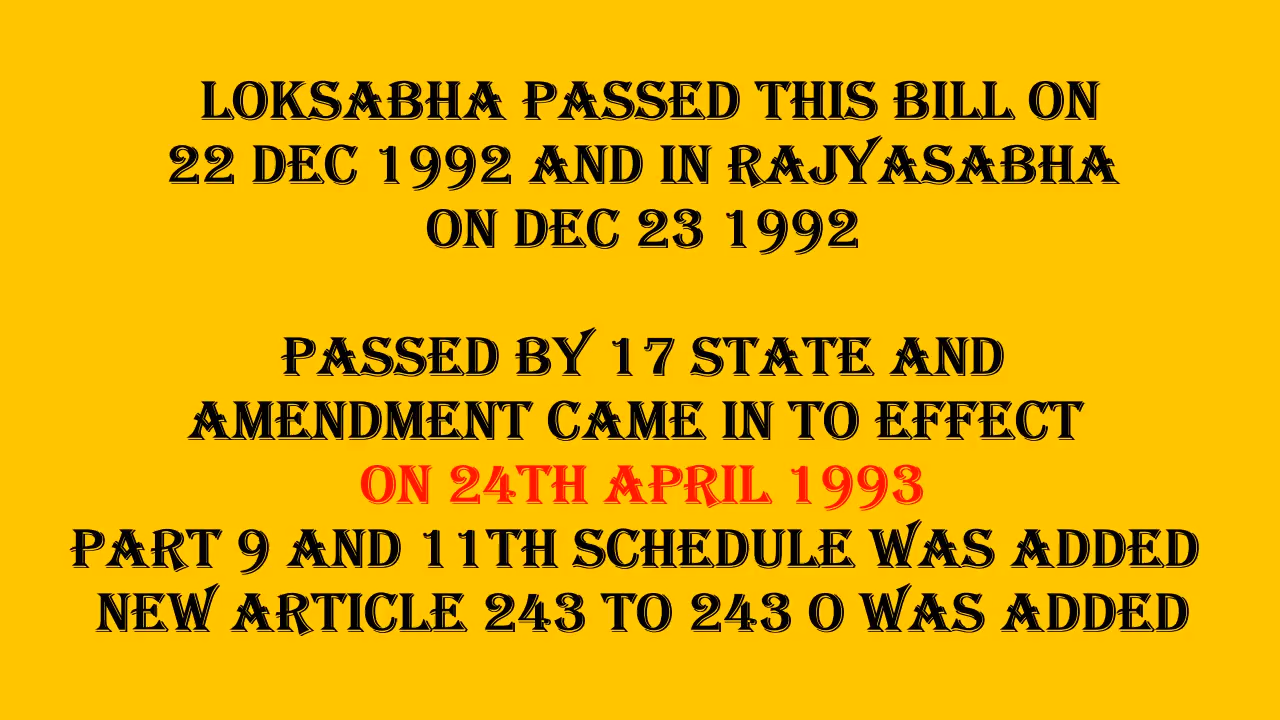 LOKSABHA PASSED THIS BILL ON
22 DEC 1992 AND IN RAJYASABHA
ON DEC 23 1992
PASSED BY 17 STATE AND
AMENDMENT CAME IN TO EFFECT
ON 24TH APRIL 1993
PART 9 AND 11TH SCHEDULE WAS ADDED
NEW ARTICLE 243 TO 243 O WAS ADDED